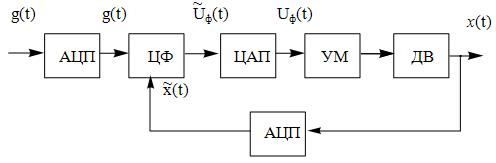 g(t) g(t) Ũф(t) Uф(t) x(t)
АЦП ЦФ ЦАП УМ ДВ
x̃(t)
АЦП